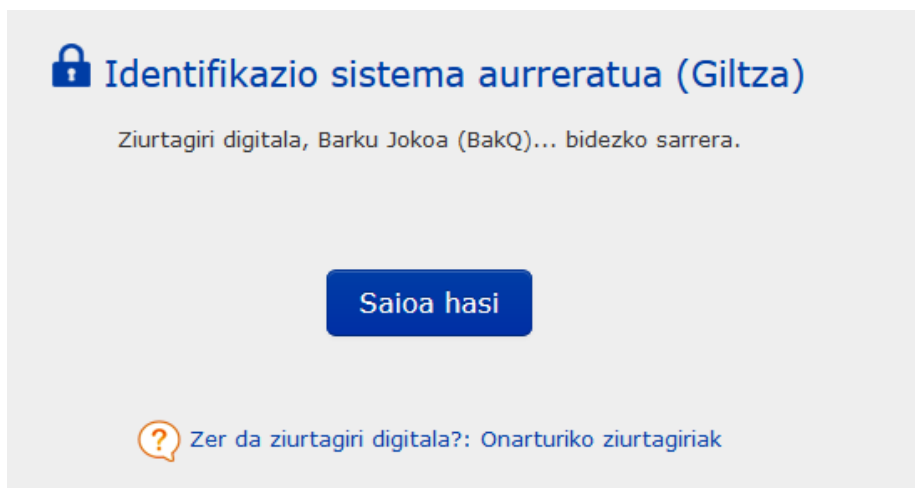 Identifikazio sistema aurreratua (Giltza)
Ziurtagiri digitala, Barku Jokoa (BakQ)... bidezko sarrera.
Saioa hasi
? Zer da ziurtagiri digitala?: Onarturiko ziurtagiriak